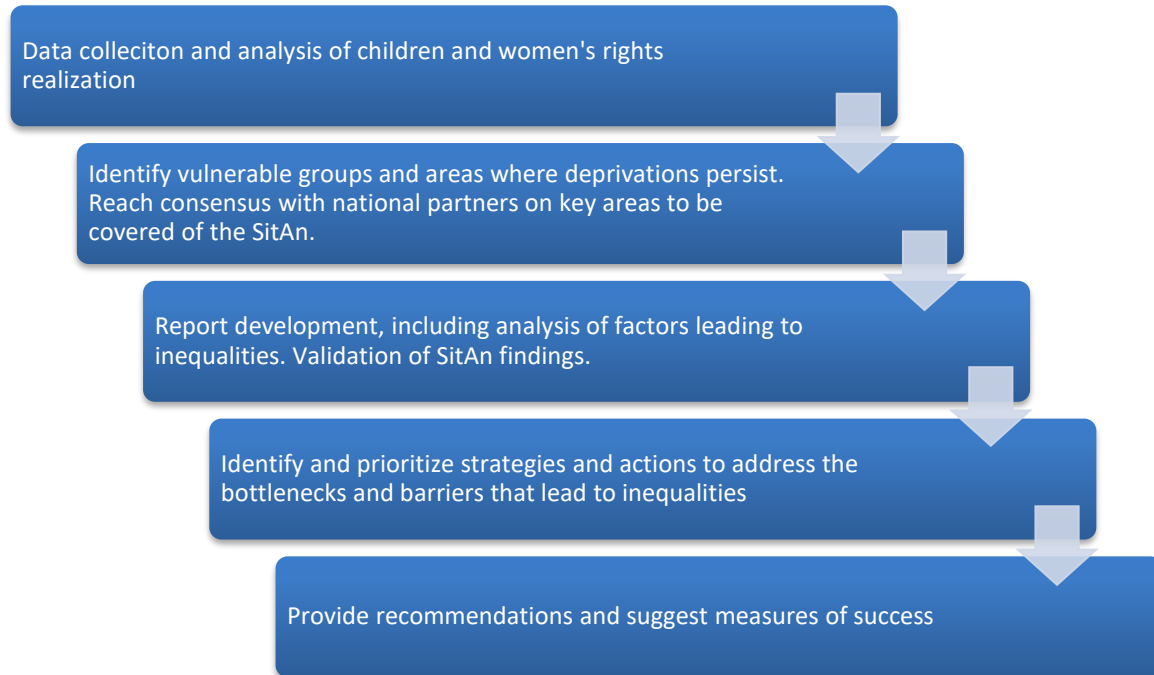 Data colleciton and analysis of children and women's rights
realization
Identify vulnerable groups and areas where deprivations persist.
Reach consensus with national partners on key areas to be
covered of the SitAn.
Report development, including analysis of factors leading to
inequalities. Validation of SitAn findings.
Identify and prioritize strategies and actions to address the
bottlenecks and barriers that lead to inequalities
Provide recommendations and suggest measures of success